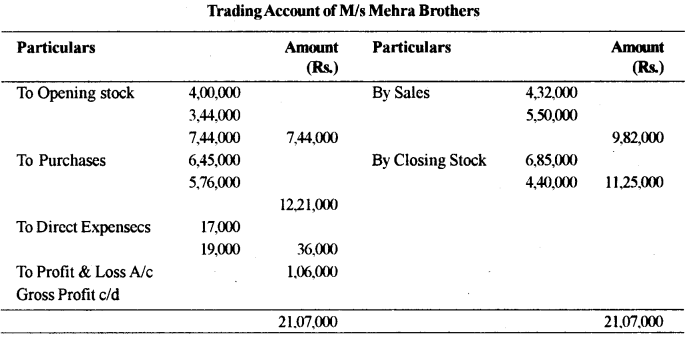 Trading Account of M/s Mehra Brothers
Particulars Amount Particulars Amount
(Rs.) (Rs.)
To Opening stock 4,00,000 By Sales 4,32,000
3,44,000 5,50,000
7,44,000 7,44,000 9,82,000
To Purchases 6,45,000 By Closing Stock 6,85,000
5,76,000 4,40,000 11,25,000
12,21,000
To Direct Expensecs 17,000
19,000 36,000
To Profit & Loss A/c 1,06,000
Gross Profit c/d
21,07,000 21,07,000